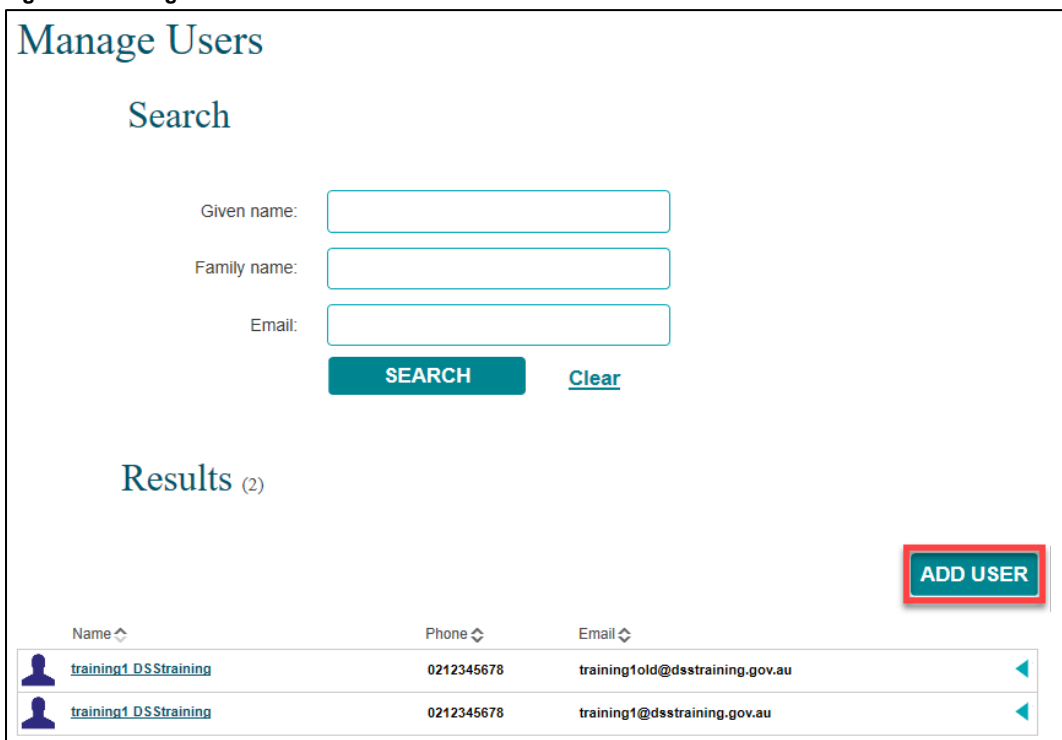 Manage Users
Search
Given name:
Family name:
Email:
SEARCH Clear
Results (2)
ADD USER
Name Phone Email
training1 DSStraining 0212345678 training1old@dsstraining.gov.au
training1 DSStraining 0212345678 training1@dsstraining.gov.au